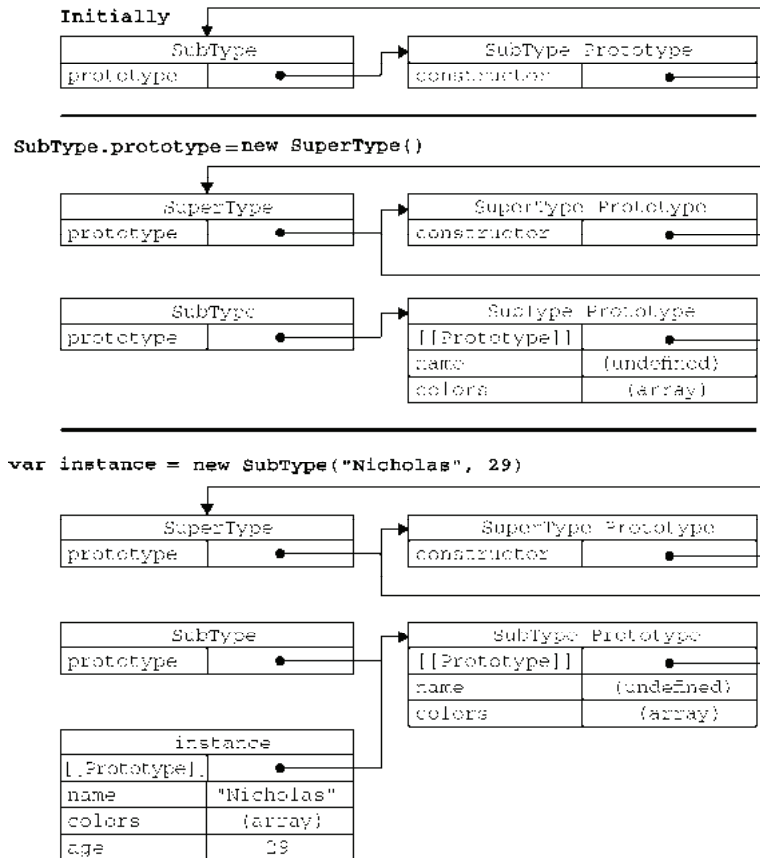 Initially
SubType
prototype
SubType Prototype
constructor
SubType.prototype=new SuperType()
SuperType
prototype
SuperType Prototype
constructor
SubType
prototype
SubType Prototype
[[Prototype]]
name (undefined)
colors (array)
var instance = new SubType("Nicholas", 29)
SuperType
prototype
SuperType Prototype
constructor
SubType
prototype
SubType Prototype
[[Prototype]]
name (undefined)
colors (array)
instance
[[Prototype]]
name "Nicholas"
colors (array)
age 29